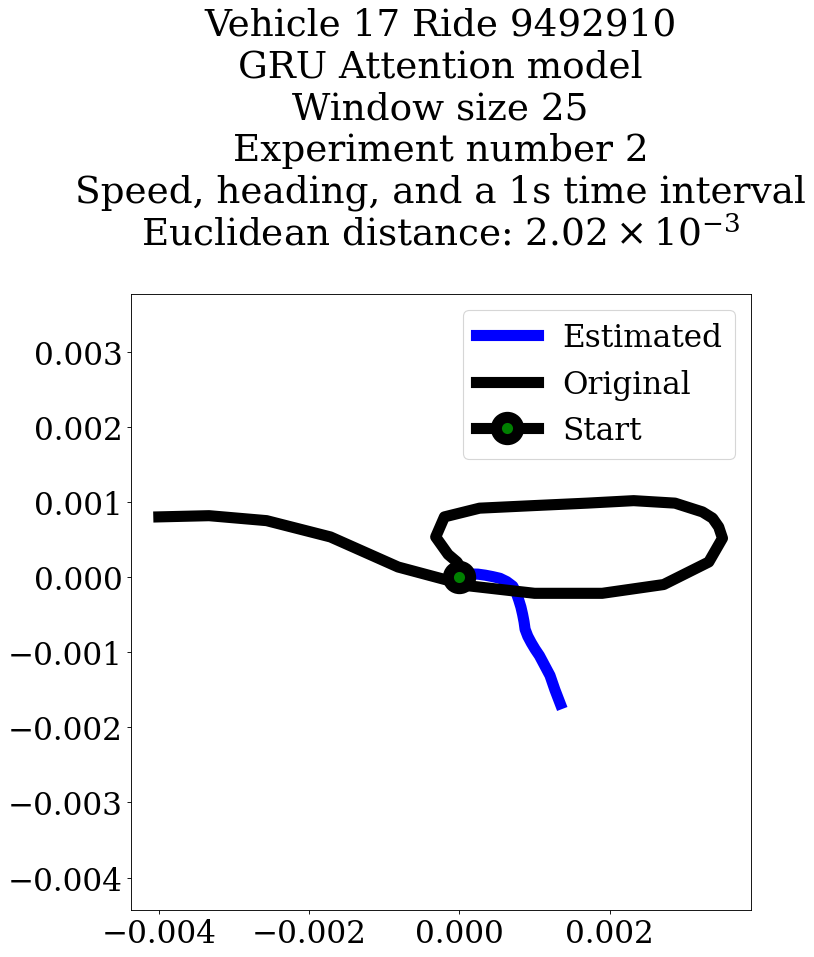 Vehicle 17 Ride 9492910
GRU Attention model
Window size 25
Experiment number 2
Speed, heading, and a 1s time interval
Euclidean distance: 2.02 × 10⁻³
Estimated
Original
Start
0.003
0.002
0.001
0.000
−0.001
−0.002
−0.003
−0.004
−0.004 −0.002 0.000 0.002